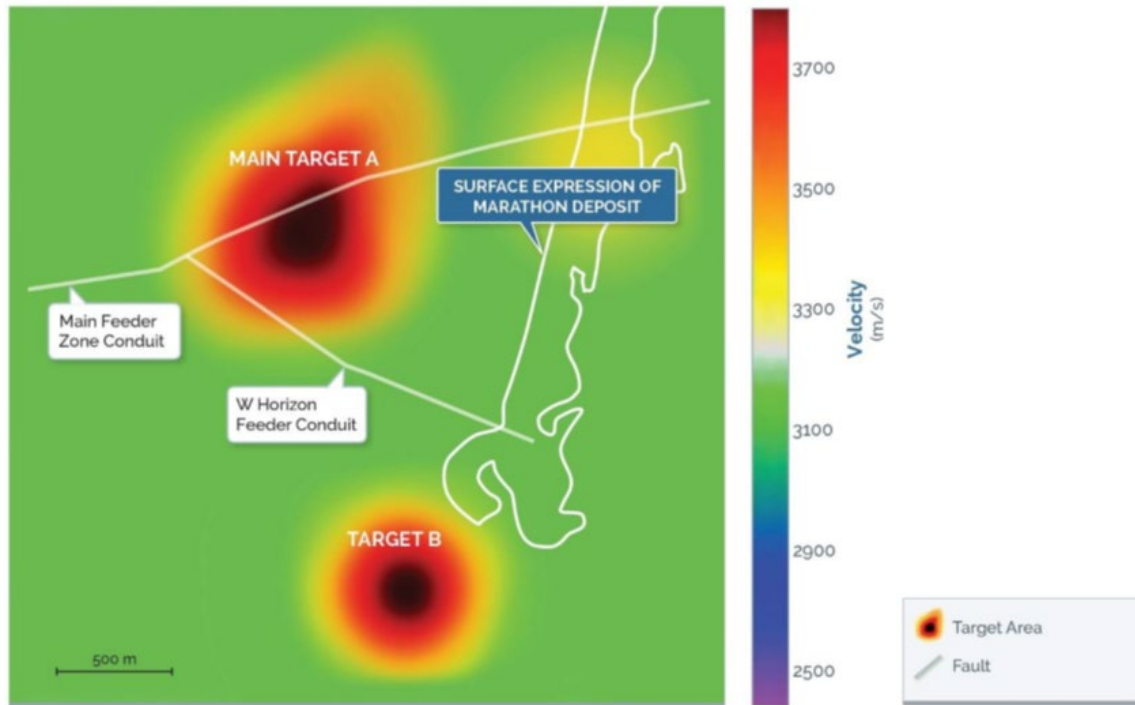 MAIN TARGET A
SURFACE EXPRESSION OF
MARATHON DEPOSIT
Main Feeder
Zone Conduit
W Horizon
Feeder Conduit
TARGET B
500 m
3700
3500
3300
3100
2900
2500
Velocity
(m/s)
Target Area
Fault